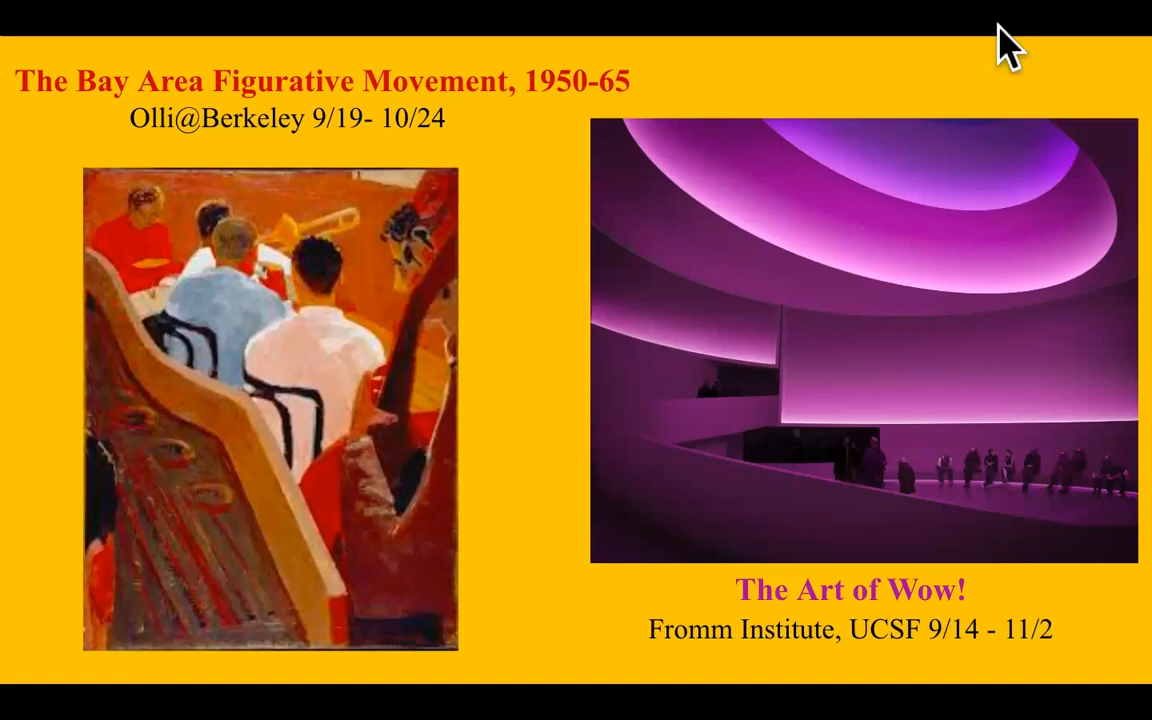 The Bay Area Figurative Movement, 1950-65
Olli@Berkeley 9/19- 10/24
The Art of Wow!
Fromm Institute, UCSF 9/14 - 11/2